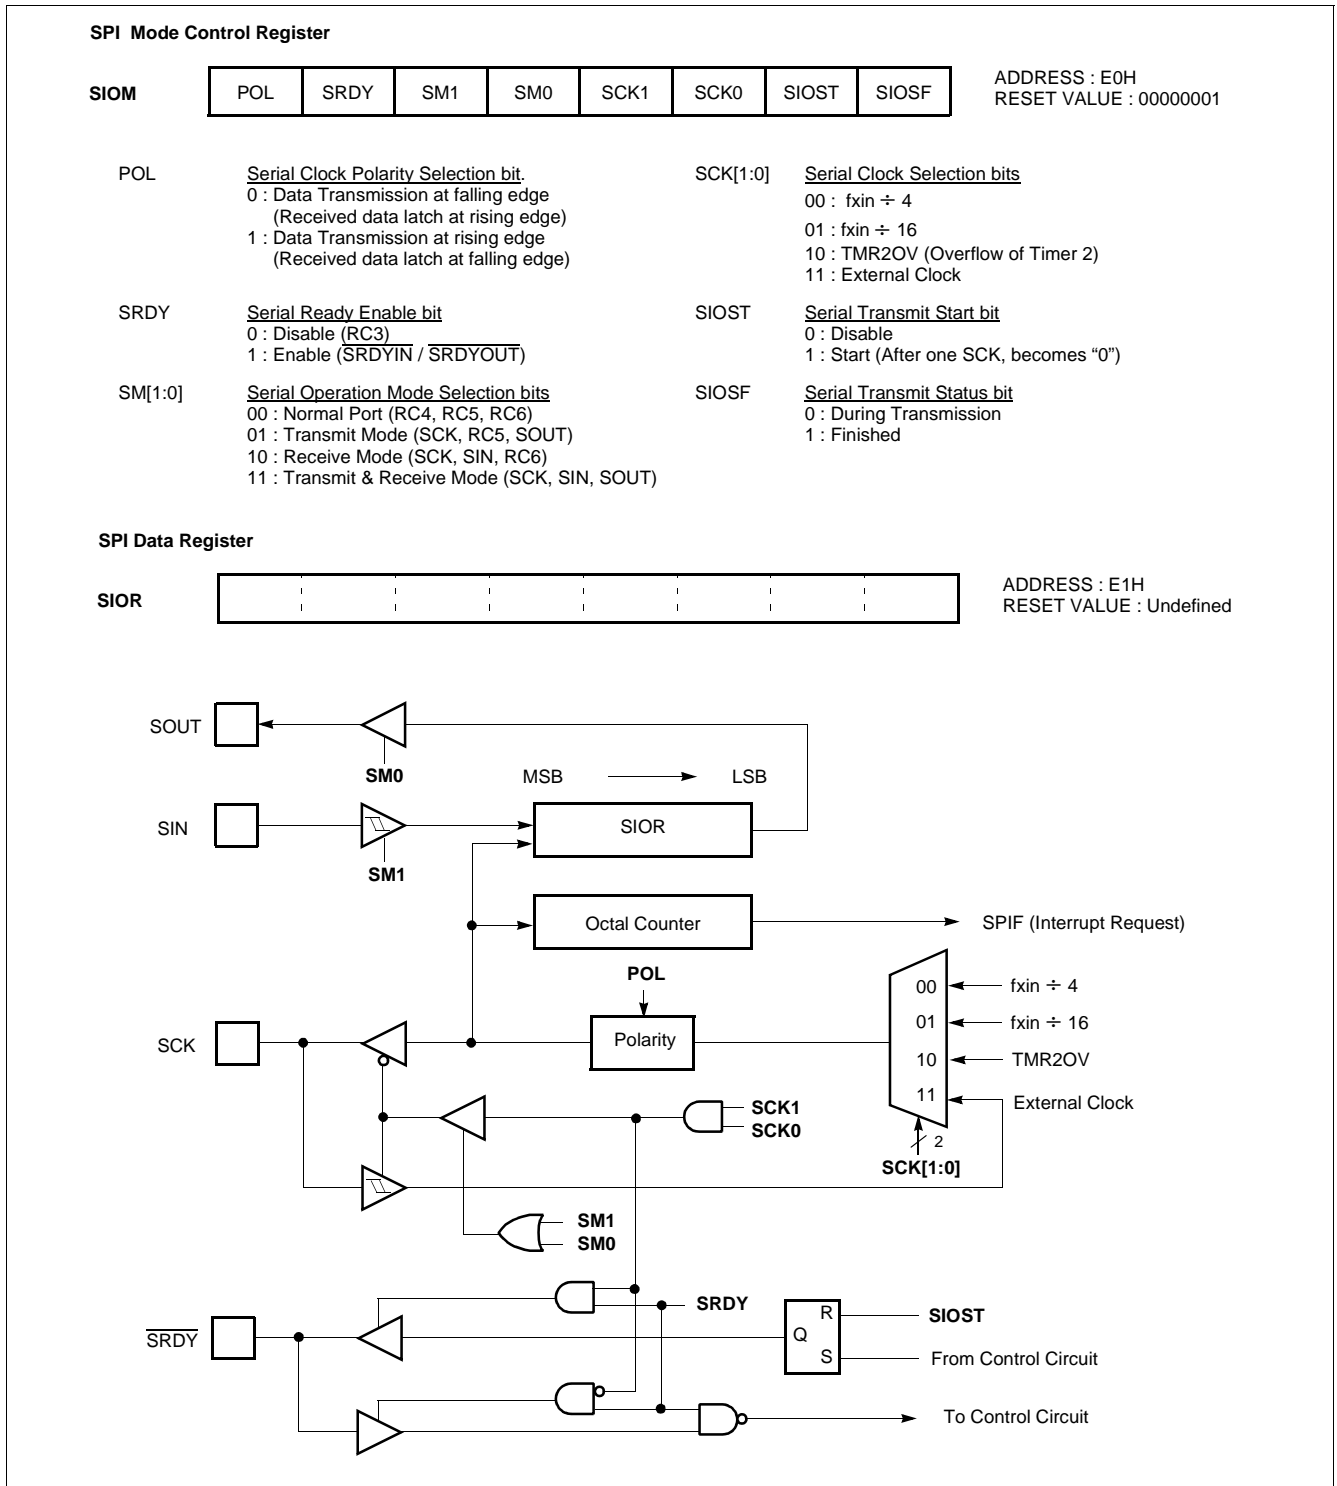 SPI Mode Control Register
SIOM POL SRDY SM1 SM0 SCK1 SCK0 SIOST SIOSF
ADDRESS : E0H
RESET VALUE : 00000001
POL Serial Clock Polarity Selection bit.
0 : Data Transmission at falling edge
(Received data latch at rising edge)
1 : Data Transmission at rising edge
(Received data latch at falling edge)
SRDY Serial Ready Enable bit
0 : Disable (RC3)
1 : Enable (SRDYIN / SRDYOUT)
SM[1:0] Serial Operation Mode Selection bits
00 : Normal Port (RC4, RC5, RC6)
01 : Transmit Mode (SCK, RC5, SOUT)
10 : Receive Mode (SCK, SIN, RC6)
11 : Transmit & Receive Mode (SCK, SIN, SOUT)
SCK[1:0] Serial Clock Selection bits
00 : fxin ÷ 4
01 : fxin ÷ 16
10 : TMR2OV (Overflow of Timer 2)
11 : External Clock
SIOST Serial Transmit Start bit
0 : Disable
1 : Start (After one SCK, becomes “0”)
SIOSF Serial Transmit Status bit
0 : During Transmission
1 : Finished
SPI Data Register
SIOR
ADDRESS : E1H
RESET VALUE : Undefined
SOUT
SM0
MSB LSB
SIN
SIOR
SM1
Octal Counter
SPIF (Interrupt Request)
POL
00 fxin ÷ 4
01 fxin ÷ 16
SCK
Polarity
10 TMR2OV
11 External Clock
SCK1
SCK0
2
SCK[1:0]
SM1
SM0
SRDY
SRDY
R SIOST
Q
S From Control Circuit
To Control Circuit